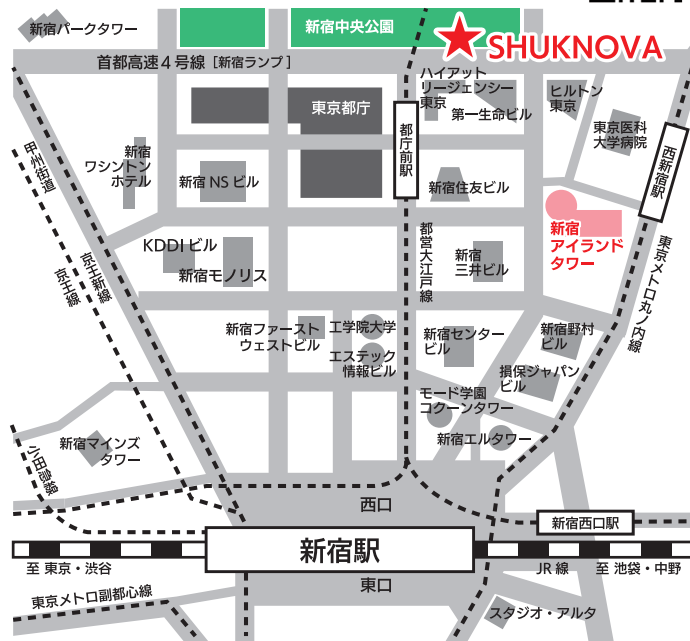 新宿パークタワー
新宿中央公園
SHUKNOVA
首都高速4号線［新宿ランプ］
ハイアット
リージェンシー
東京
第一生命ビル
ヒルトン
東京
東京都庁
都庁前駅
東京医科
大学病院
西新宿駅
甲州街道
新宿
ワシントン
ホテル
新宿 NS ビル
新宿住友ビル
新宿
アイランド
タワー
KDDI ビル
新宿モノリス
都営大江戸線
新宿
三井ビル
東京メトロ丸ノ内線
京王線
京王新線
新宿ファースト
ウェストビル
工学院大学
エステック
情報ビル
新宿センター
ビル
新宿野村
ビル
損保ジャパン
ビル
モード学園
コクーンタワー
新宿エルタワー
新宿マインズ
タワー
小田急線
西口
新宿西口駅
新宿駅
至 東京・渋谷
JR 線
至 池袋・中野
東口
東京メトロ副都心線
スタジオ・アルタ